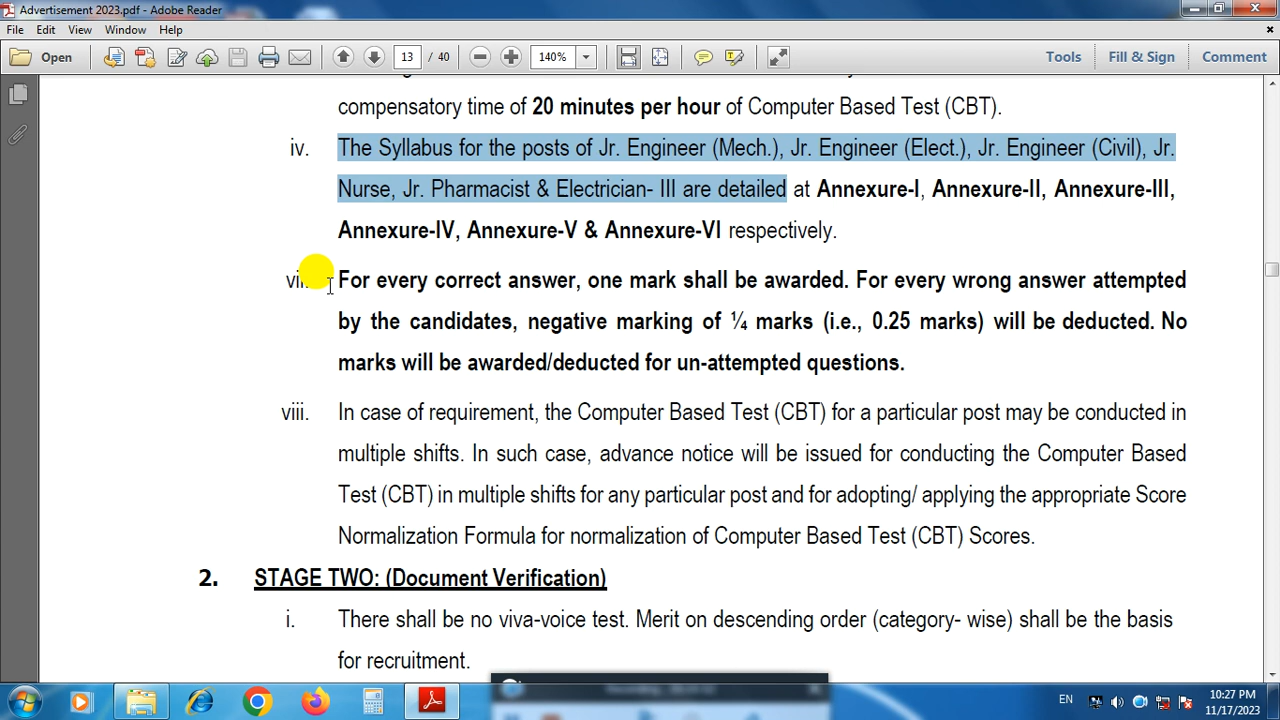 Advertisement 2023.pdf - Adobe Reader
File Edit View Window Help
Open 13 / 40 140% Tools Fill & Sign Comment
compensatory time of 20 minutes per hour of Computer Based Test (CBT).
iv. The Syllabus for the posts of Jr. Engineer (Mech.), Jr. Engineer (Elect.), Jr. Engineer (Civil), Jr.
Nurse, Jr. Pharmacist & Electrician- III are detailed at Annexure-I, Annexure-II, Annexure-III,
Annexure-IV, Annexure-V & Annexure-VI respectively.
For every correct answer, one mark shall be awarded. For every wrong answer attempted
by the candidates, negative marking of ¼ marks (i.e., 0.25 marks) will be deducted. No
marks will be awarded/deducted for un-attempted questions.
viii. In case of requirement, the Computer Based Test (CBT) for a particular post may be conducted in
multiple shifts. In such case, advance notice will be issued for conducting the Computer Based
Test (CBT) in multiple shifts for any particular post and for adopting/ applying the appropriate Score
Normalization Formula for normalization of Computer Based Test (CBT) Scores.
2. STAGE TWO: (Document Verification)
i. There shall be no viva-voice test. Merit on descending order (category- wise) shall be the basis
for recruitment.
EN 10:27 PM
11/17/2023